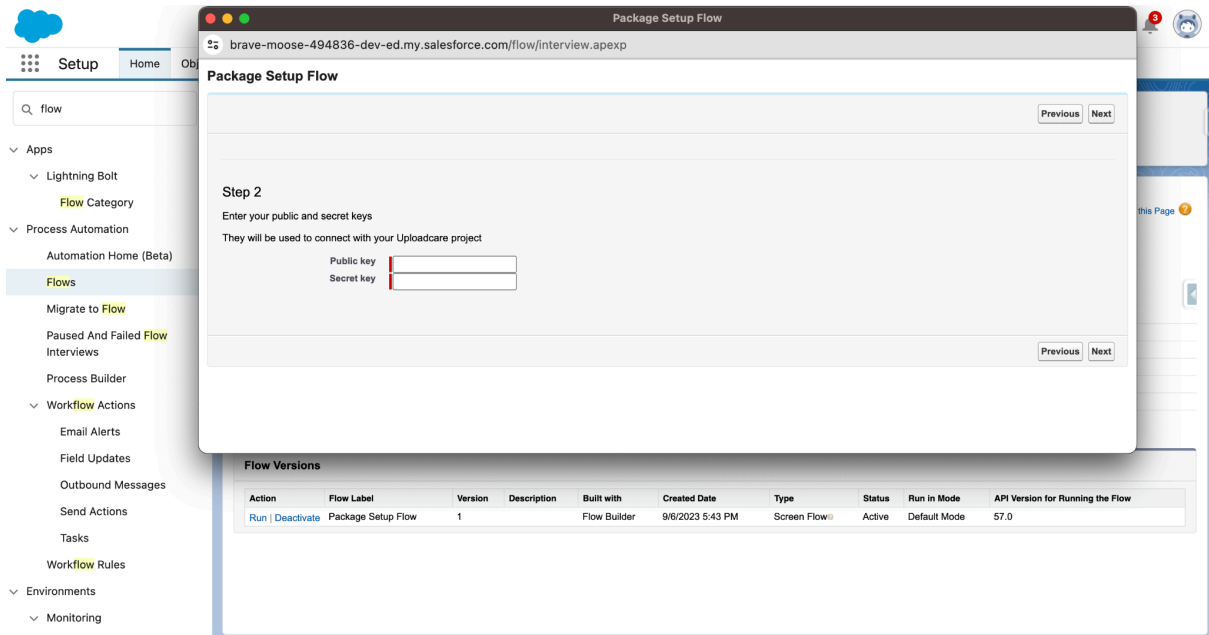 Package Setup Flow
3
brave-moose-494836-dev-ed.my.salesforce.com/flow/interview.apexp
Setup
Home
Package Setup Flow
flow
Previous Next
Apps
Lightning Bolt
Flow Category
Process Automation
Automation Home (Beta)
Flows
Migrate to Flow
Paused And Failed Flow
Interviews
Process Builder
Workflow Actions
Email Alerts
Field Updates
Outbound Messages
Send Actions
Tasks
Workflow Rules
Environments
Monitoring
Step 2
Enter your public and secret keys
They will be used to connect with your Uploadcare project
Public key
Secret key
Previous Next
this Page ?
Flow Versions
Action Flow Label Version Description Built with Created Date Type Status Run in Mode API Version for Running the Flow
Run | Deactivate Package Setup Flow 1 Flow Builder 9/6/2023 5:43 PM Screen Flow Active Default Mode 57.0